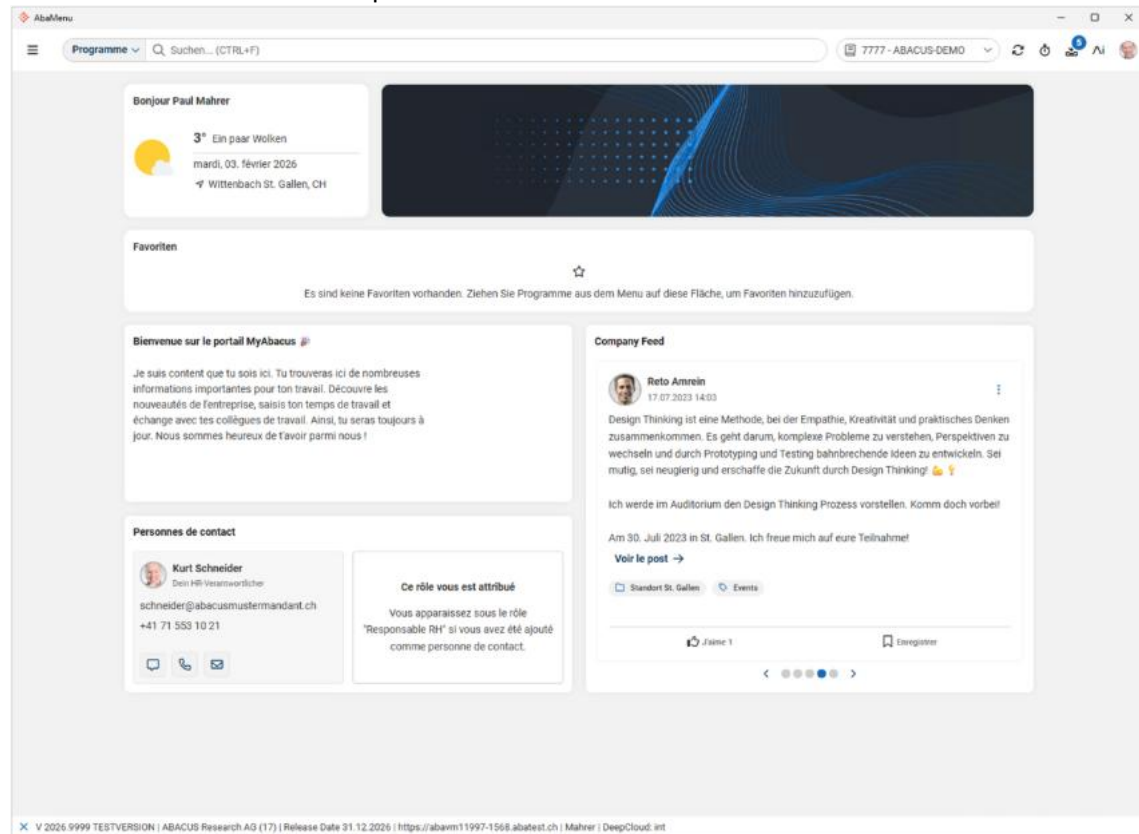 AbaMenu
Programme
Suchen... (CTRL+F)
7777 - ABACUS-DEMO
5
Bonjour Paul Mahrer
3° Ein paar Wolken
mardi, 03. février 2026
Wittenbach St. Gallen, CH
Favoriten
Es sind keine Favoriten vorhanden. Ziehen Sie Programme aus dem Menu auf diese Fläche, um Favoriten hinzuzufügen.
Bienvenue sur le portail MyAbacus 🎉
Je suis content que tu sois ici. Tu trouveras ici de nombreuses
informations importantes pour ton travail. Découvre les
nouveautés de l'entreprise, saisis ton temps de travail et
échange avec tes collègues de travail. Ainsi, tu seras toujours à
jour. Nous sommes heureux de t'avoir parmi nous !
Personnes de contact
Kurt Schneider
Dein HR-Verantwortlicher
schneider@abacusmustermandant.ch
+41 71 553 10 21
Ce rôle vous est attribué
Vous apparaissez sous le rôle
"Responsable RH" si vous avez été ajouté
comme personne de contact.
Company Feed
Reto Amrein
17.07.2023 14:03
Design Thinking ist eine Methode, bei der Empathie, Kreativität und praktisches Denken
zusammenkommen. Es geht darum, komplexe Probleme zu verstehen, Perspektiven zu
wechseln und durch Prototyping und Testing bahnbrechende Ideen zu entwickeln. Sei
mutig, sei neugierig und erschaffe die Zukunft durch Design Thinking! 💪 💡
Ich werde im Auditorium den Design Thinking Prozess vorstellen. Komm doch vorbei!
Am 30. Juli 2023 in St. Gallen. Ich freue mich auf eure Teilnahme!
Voir le post →
Standort St. Gallen Events
J'aime 1 Enregistrer
V 2026.9999 TESTVERSION | ABACUS Research AG (17) | Release Date 31.12.2026 | https://abavm11997-1568.abatest.ch | Mahrer | DeepCloud: int